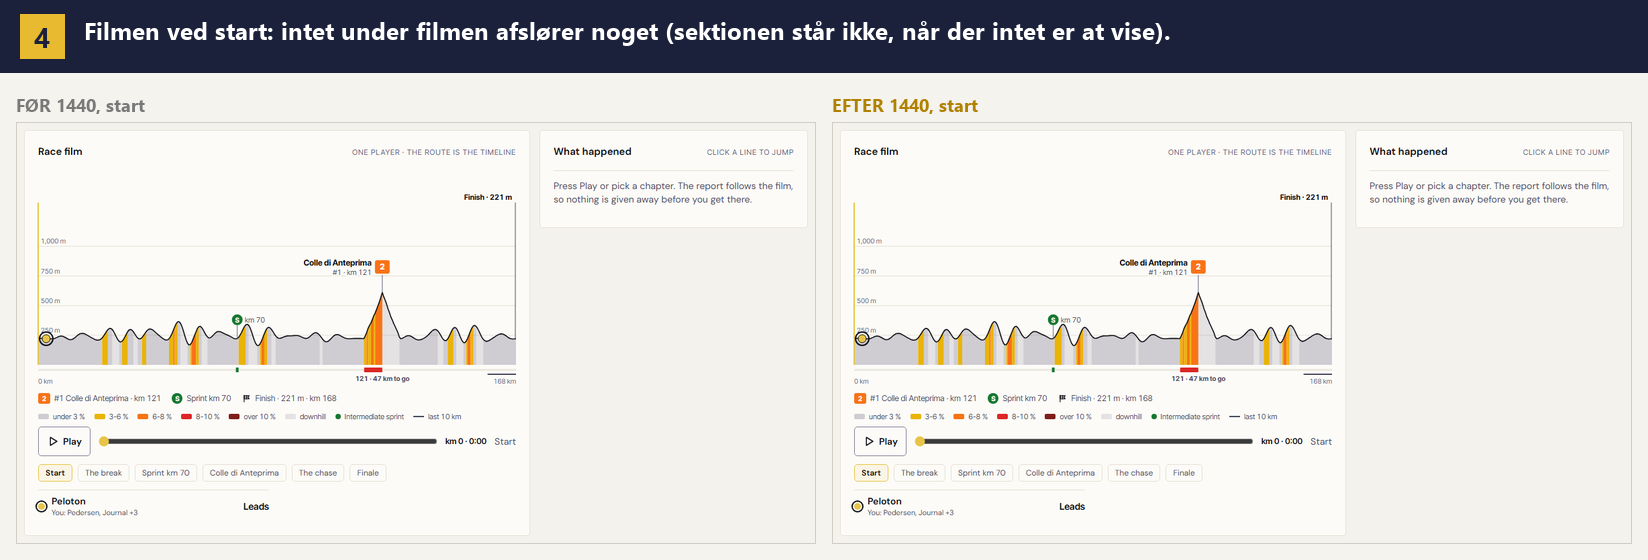 4
Filmen ved start: intet under filmen afslører noget (sektionen står ikke, når der intet er at vise).
FØR 1440, start
Race film
ONE PLAYER · THE ROUTE IS THE TIMELINE
Finish · 221 m
1,000 m
750 m
500 m
250 m
Colle di Anteprima
#1 · km 121
2
S km 70
121 · 47 km to go
0 km
168 km
2 #1 Colle di Anteprima · km 121 S Sprint km 70 Finish · 221 m · km 168
under 3 % 3-6 % 6-8 % 8-10 % over 10 % downhill Intermediate sprint last 10 km
Play km 0 · 0:00 Start
Start The break Sprint km 70 Colle di Anteprima The chase Finale
Peloton
You: Pedersen, Journal +3
Leads
What happened
CLICK A LINE TO JUMP
Press Play or pick a chapter. The report follows the film,
so nothing is given away before you get there.
EFTER 1440, start
Race film
ONE PLAYER · THE ROUTE IS THE TIMELINE
Finish · 221 m
1,000 m
750 m
500 m
250 m
Colle di Anteprima
#1 · km 121
2
S km 70
121 · 47 km to go
0 km
168 km
2 #1 Colle di Anteprima · km 121 S Sprint km 70 Finish · 221 m · km 168
under 3 % 3-6 % 6-8 % 8-10 % over 10 % downhill Intermediate sprint last 10 km
Play km 0 · 0:00 Start
Start The break Sprint km 70 Colle di Anteprima The chase Finale
Peloton
You: Pedersen, Journal +3
Leads
What happened
CLICK A LINE TO JUMP
Press Play or pick a chapter. The report follows the film,
so nothing is given away before you get there.